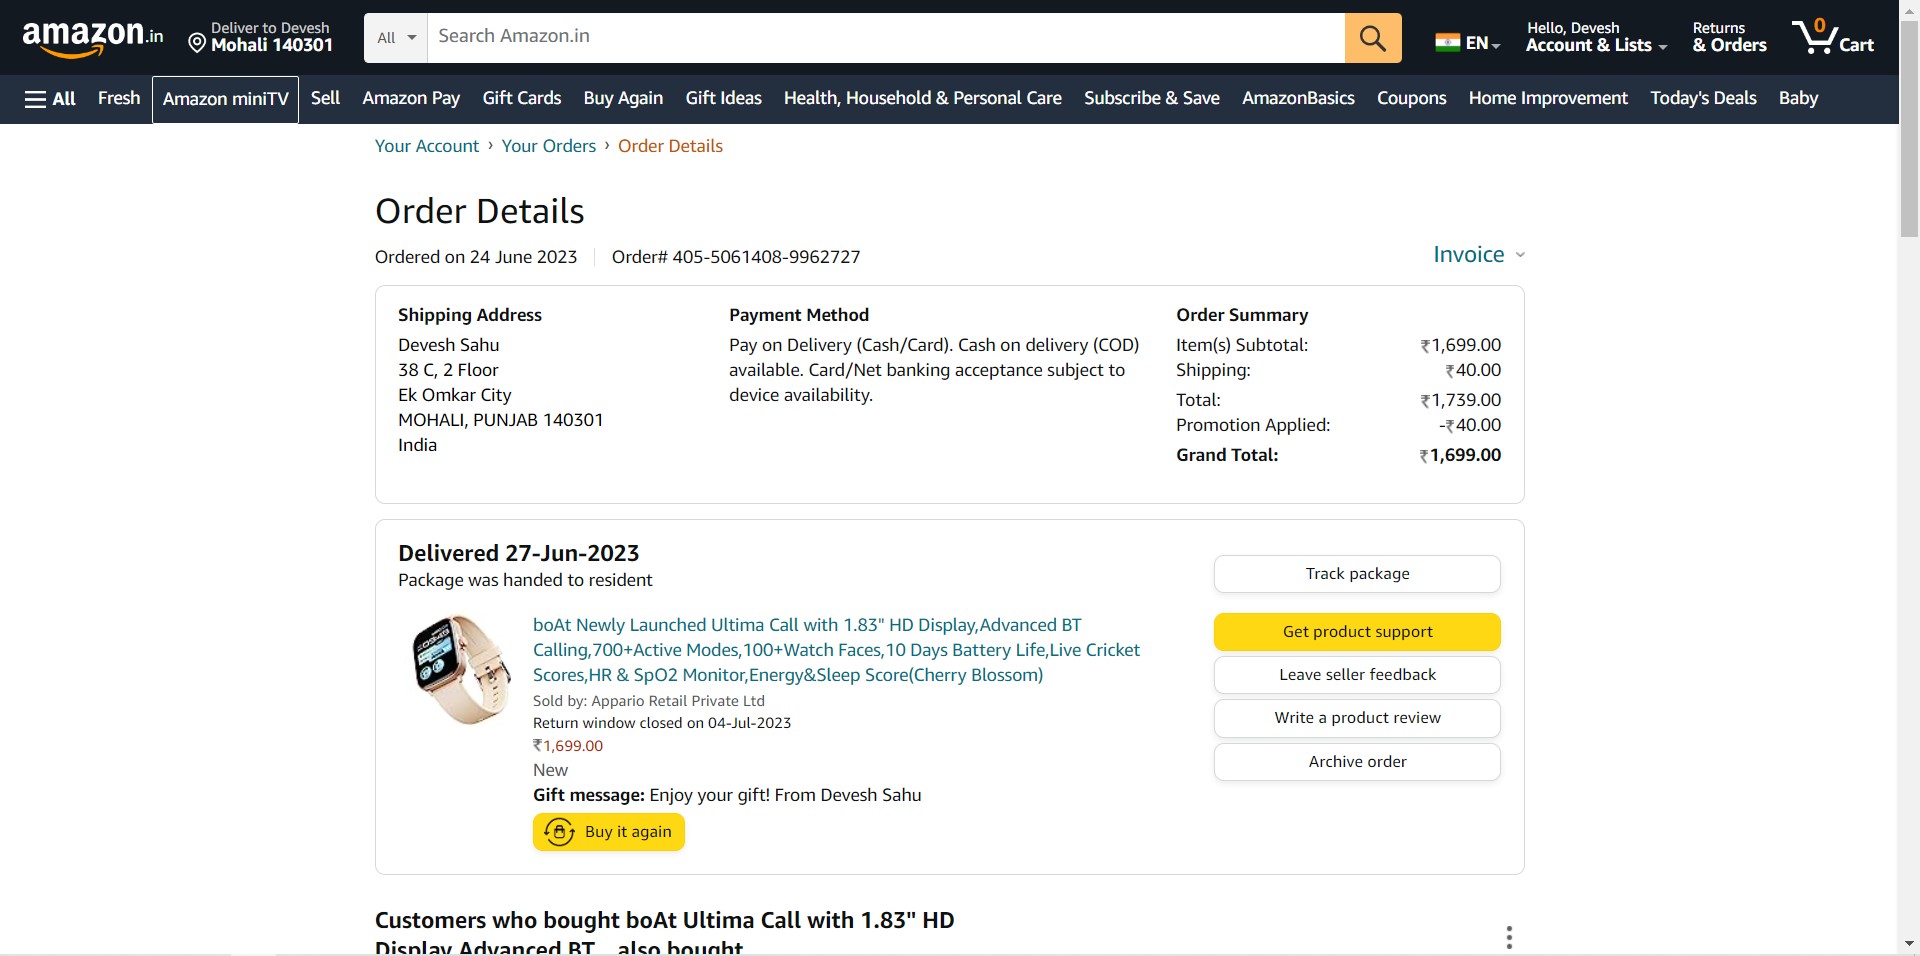 amazon.in
Deliver to Devesh
Mohali 140301
All
Search Amazon.in
EN
Hello, Devesh
Account & Lists
Returns
& Orders
0
Cart
All
Fresh
Amazon miniTV
Sell
Amazon Pay
Gift Cards
Buy Again
Gift Ideas
Health, Household & Personal Care
Subscribe & Save
AmazonBasics
Coupons
Home Improvement
Today's Deals
Baby
Your Account › Your Orders › Order Details
Order Details
Ordered on 24 June 2023
Order# 405-5061408-9962727
Invoice
Shipping Address
Devesh Sahu
38 C, 2 Floor
Ek Omkar City
MOHALI, PUNJAB 140301
India
Payment Method
Pay on Delivery (Cash/Card). Cash on delivery (COD)
available. Card/Net banking acceptance subject to
device availability.
Order Summary
Item(s) Subtotal: ₹1,699.00
Shipping: ₹40.00
Total: ₹1,739.00
Promotion Applied: -₹40.00
Grand Total: ₹1,699.00
Delivered 27-Jun-2023
Package was handed to resident
boAt Newly Launched Ultima Call with 1.83" HD Display,Advanced BT
Calling,700+Active Modes,100+Watch Faces,10 Days Battery Life,Live Cricket
Scores,HR & SpO2 Monitor,Energy&Sleep Score(Cherry Blossom)
Sold by: Appario Retail Private Ltd
Return window closed on 04-Jul-2023
₹1,699.00
New
Gift message: Enjoy your gift! From Devesh Sahu
Buy it again
Track package
Get product support
Leave seller feedback
Write a product review
Archive order
Customers who bought boAt Ultima Call with 1.83" HD
Display,Advanced BT... also bought